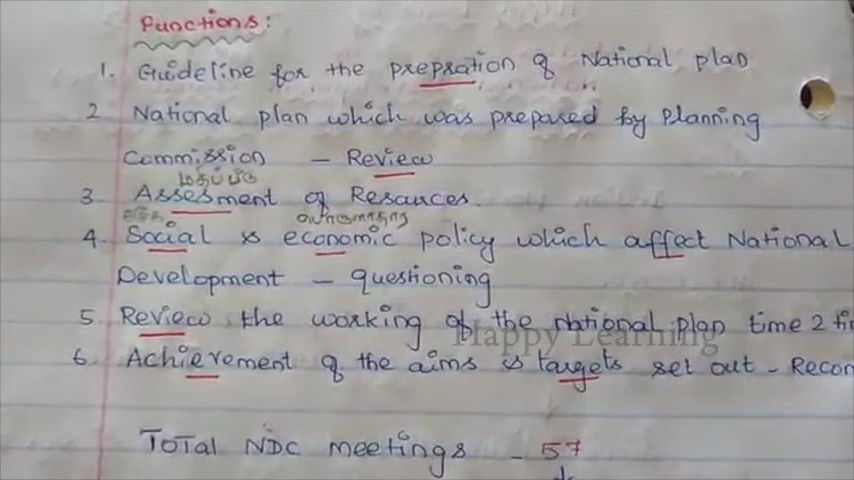 Functions:
1. Guideline for the prepration of National plan
2 National plan which was prepared by Planning
Commission - Review
மதிப்பீடு
3. Assesment of Resources.
பொருளாதார
4. Social & economic policy which affect National
Development - questioning
5. Review the working of the national plan time 2
Happy Learning
6. Achievement of the aims & targets set out - Recom
Total NDC meetings - 57